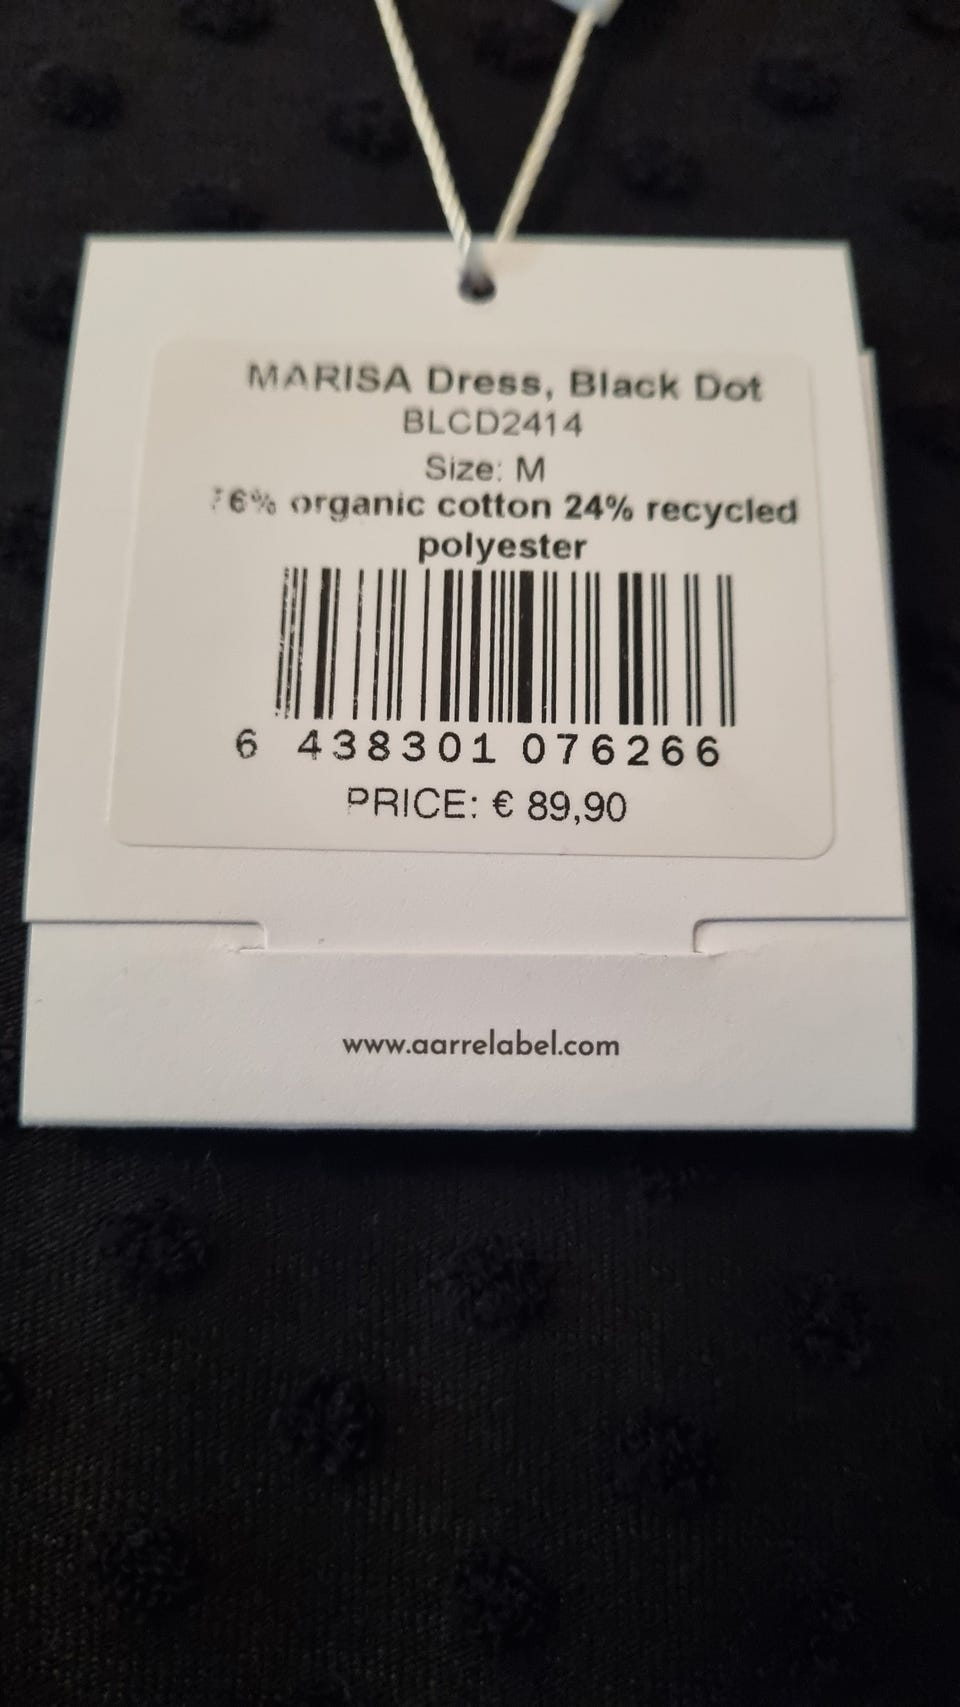 MARISA Dress, Black Dot
BLCD2414
Size: M
76% organic cotton 24% recycled
polyester
6 438301 076266
PRICE: € 89,90
www.aarrelabel.com